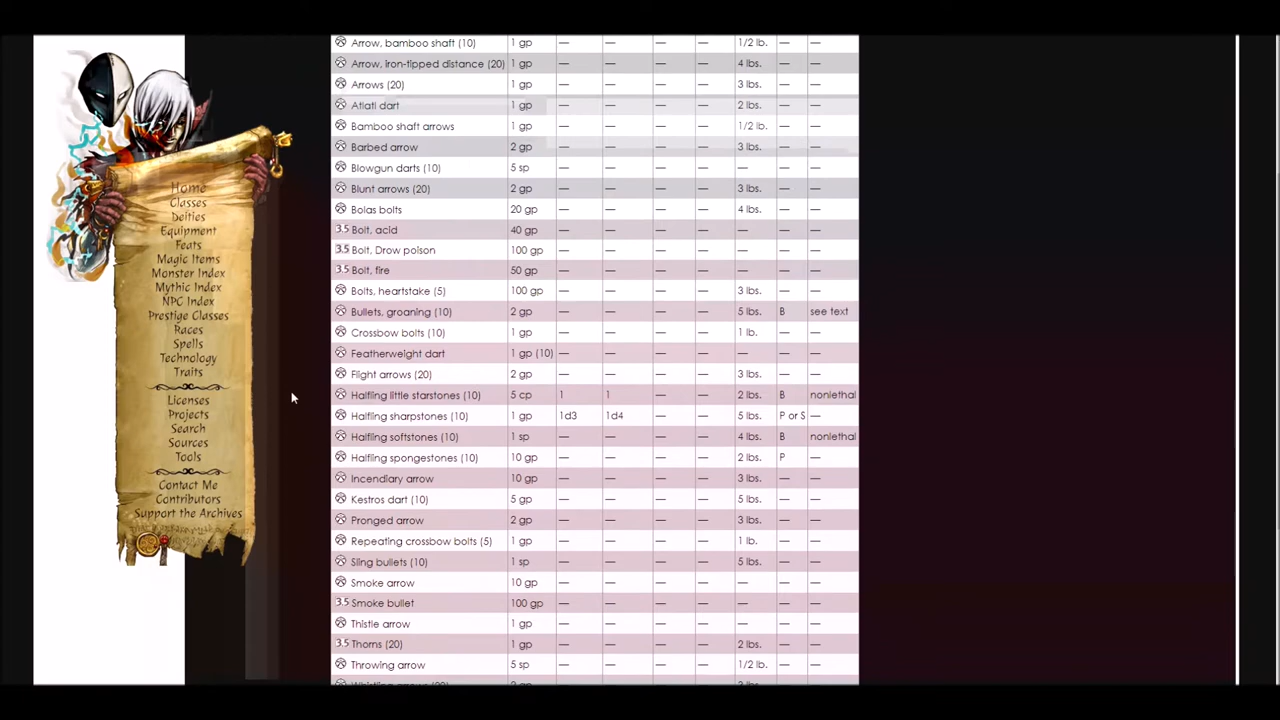 Home
Classes
Deities
Equipment
Feats
Magic Items
Monster Index
Mythic Index
NPC Index
Prestige Classes
Races
Spells
Technology
Traits
Licenses
Projects
Search
Sources
Tools
Contact Me
Contributors
Support the Archives
Arrow, bamboo shaft (10) 1 gp — — — — 1/2 lb. — —
Arrow, iron-tipped distance (20) 1 gp — — — — 4 lbs. — —
Arrows (20) 1 gp — — — — 3 lbs. — —
Atlatl dart 1 gp — — — — 2 lbs. — —
Bamboo shaft arrows 1 gp — — — — 1/2 lb. — —
Barbed arrow 2 gp — — — — 3 lbs. — —
Blowgun darts (10) 5 sp — — — — — — —
Blunt arrows (20) 2 gp — — — — 3 lbs. — —
Bolas bolts 20 gp — — — — 4 lbs. — —
3.5 Bolt, acid 40 gp — — — — — — —
3.5 Bolt, Drow poison 100 gp — — — — — — —
3.5 Bolt, fire 50 gp — — — — — — —
Bolts, heartstake (5) 100 gp — — — — 3 lbs. — —
Bullets, groaning (10) 2 gp — — — — 5 lbs. B see text
Crossbow bolts (10) 1 gp — — — — 1 lb. — —
Featherweight dart 1 gp (10) — — — — — — —
Flight arrows (20) 2 gp — — — — 3 lbs. — —
Halfling little starstones (10) 5 cp 1 1 — — 2 lbs. B nonlethal
Halfling sharpstones (10) 1 gp 1d3 1d4 — — 5 lbs. P or S —
Halfling softstones (10) 1 sp — — — — 4 lbs. B nonlethal
Halfling spongestones (10) 10 gp — — — — 2 lbs. P —
Incendiary arrow 10 gp — — — — 3 lbs. — —
Kestros dart (10) 5 gp — — — — 5 lbs. — —
Pronged arrow 2 gp — — — — 3 lbs. — —
Repeating crossbow bolts (5) 1 gp — — — — 1 lb. — —
Sling bullets (10) 1 sp — — — — 5 lbs. — —
Smoke arrow 10 gp — — — — — — —
3.5 Smoke bullet 100 gp — — — — — — —
Thistle arrow 1 gp — — — — — — —
3.5 Thorns (20) 1 gp — — — — 2 lbs. — —
Throwing arrow 5 sp — — — — 1/2 lb. — —